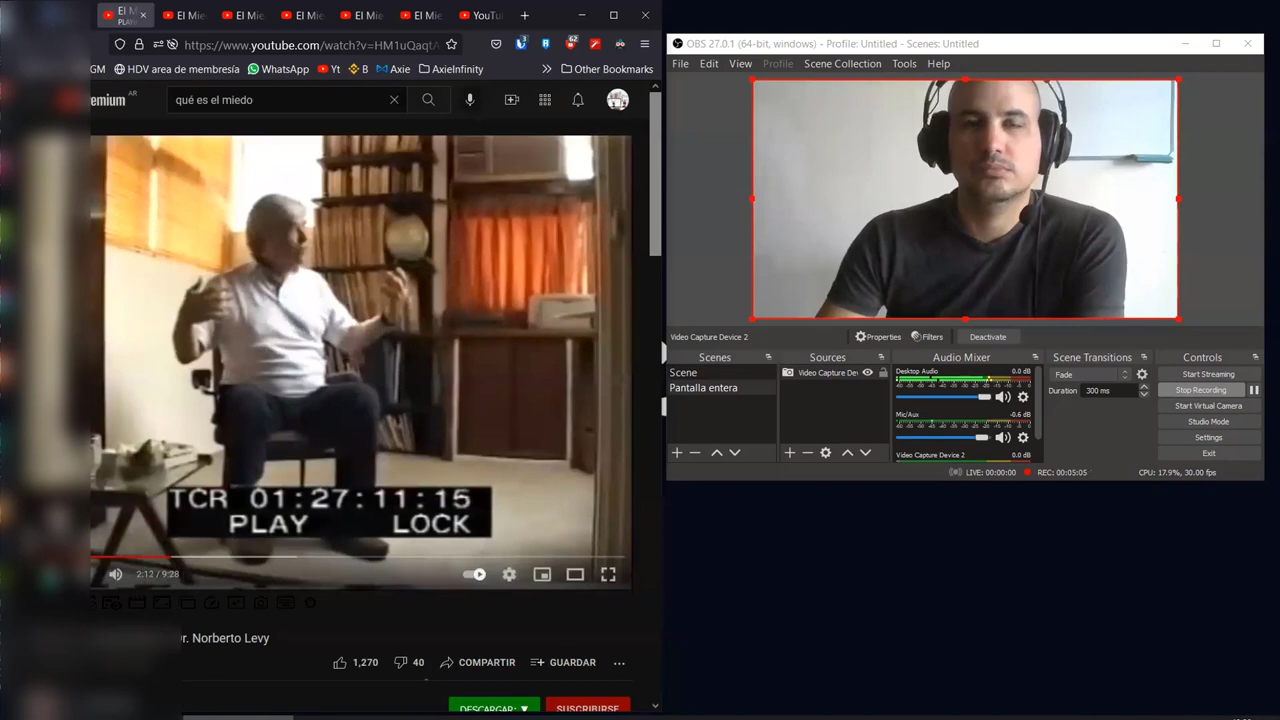 El Mie
PLAYING
El Mie
El Mie
El Mie
El Mie
YouTu
https://www.youtube.com/watch?v=HM1uQaqtA
62
GM
HDV area de membresía
WhatsApp
Yt
B
Axie
AxieInfinity
Other Bookmarks
emium AR
qué es el miedo
TCR 01:27:11:15
PLAY LOCK
2:12 / 9:28
r. Norberto Levy
1,270
40
COMPARTIR
GUARDAR
DESCARGAR: ▼
SUSCRIBIRSE
OBS 27.0.1 (64-bit, windows) - Profile: Untitled - Scenes: Untitled
File Edit View Profile Scene Collection Tools Help
Video Capture Device 2
Properties
Filters
Deactivate
Scenes
Sources
Audio Mixer
Scene Transitions
Controls
Scene
Pantalla entera
Video Capture De
Desktop Audio 0.0 dB
Mic/Aux -0.6 dB
Video Capture Device 2 0.0 dB
Fade
Duration 300 ms
Start Streaming
Stop Recording
Start Virtual Camera
Studio Mode
Settings
Exit
LIVE: 00:00:00
REC: 00:05:05
CPU: 17.9%, 30.00 fps